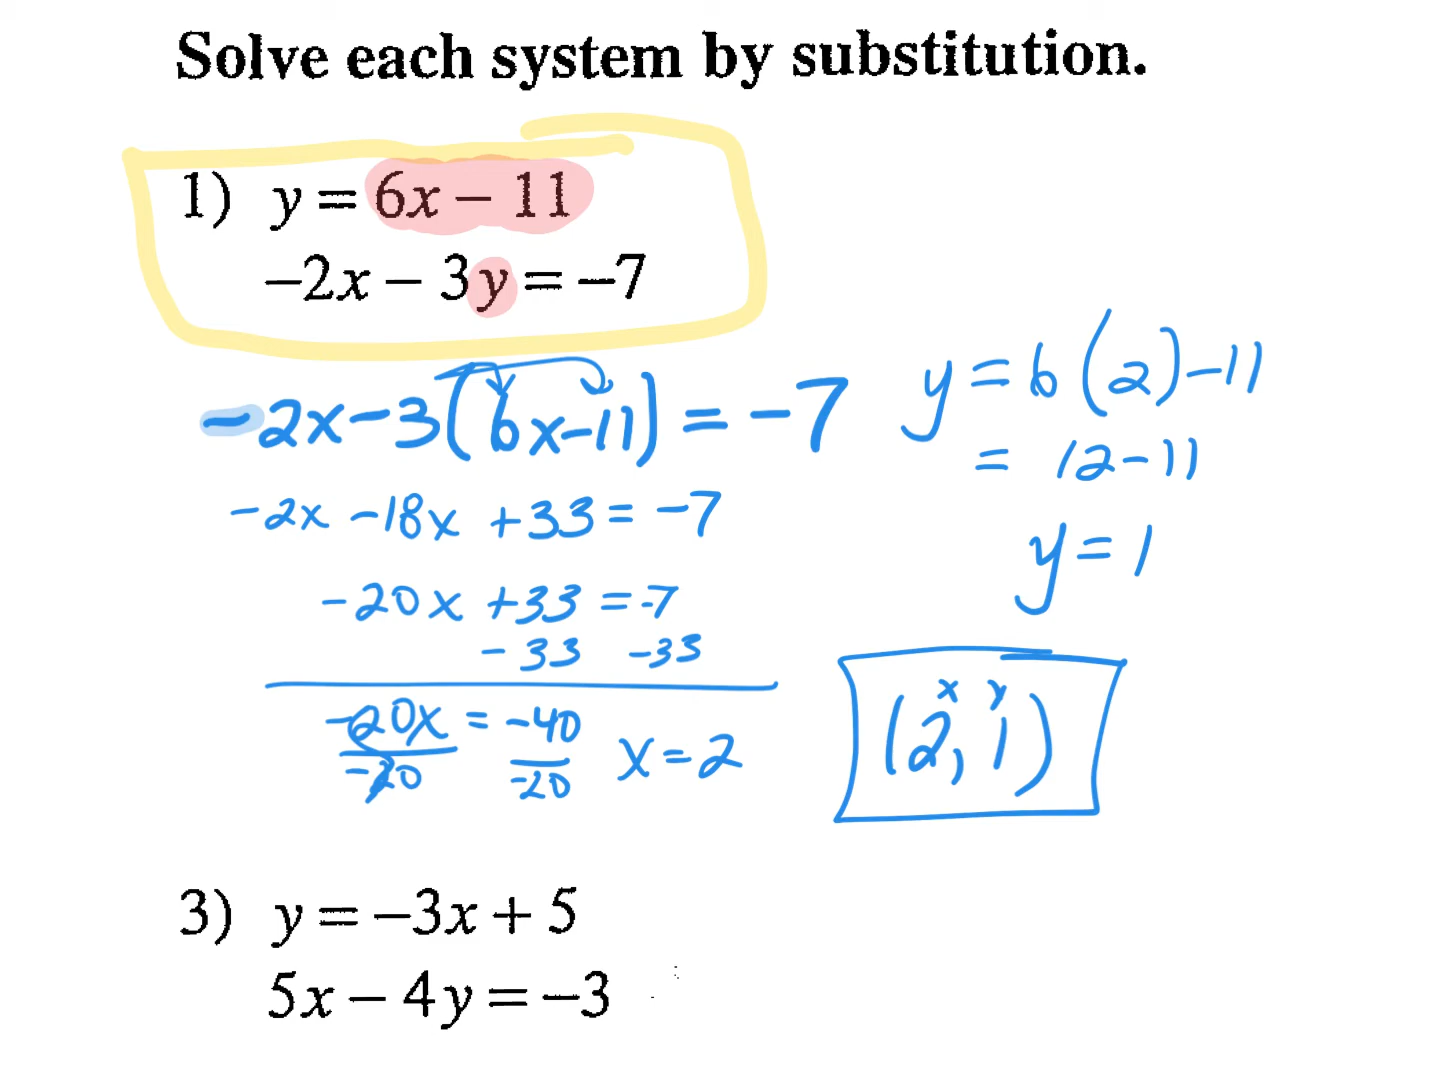 Solve each system by substitution.
1) y = 6x − 11
−2x − 3y = −7
−2x−3(6x−11) = −7
−2x −18x +33 = −7
−20x +33 = −7
−33 −33
−20x = −40
−20 −20
x = 2
y = 6(2)−11
= 12−11
y = 1
x y
(2, 1)
3) y = −3x + 5
5x − 4y = −3